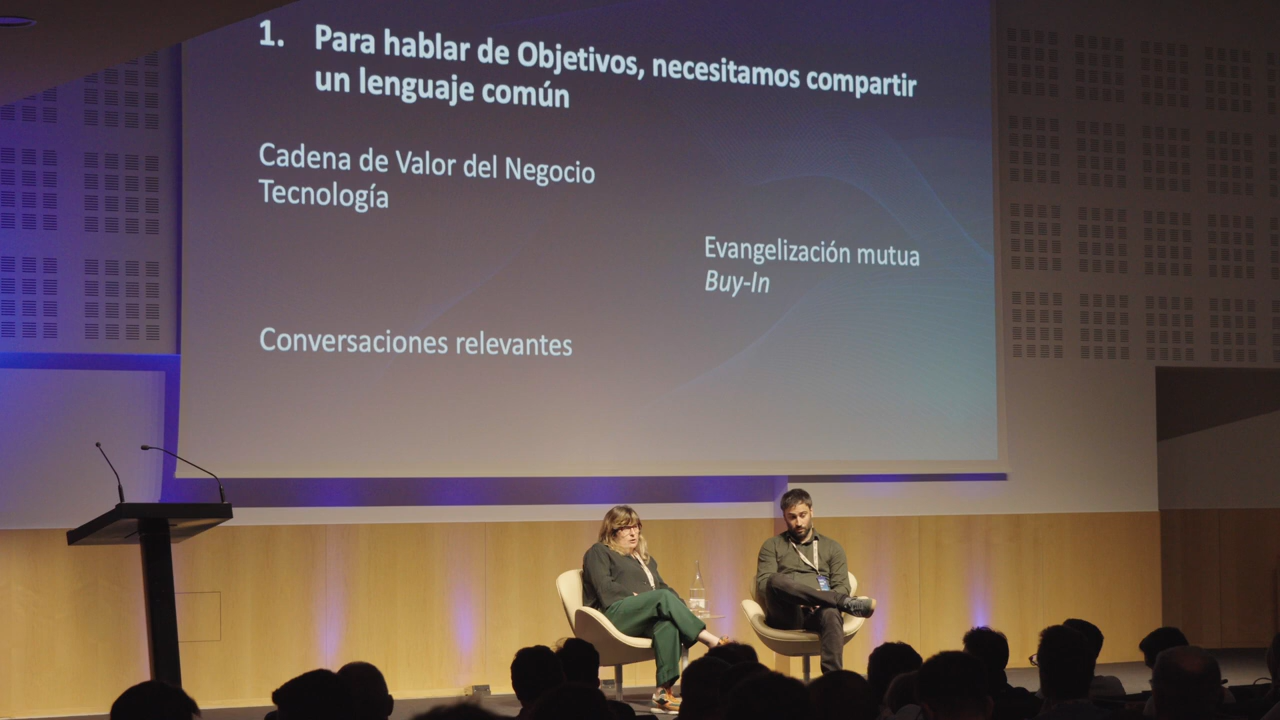 1. Para hablar de Objetivos, necesitamos compartir
un lenguaje común
Cadena de Valor del Negocio
Tecnología
Evangelización mutua
Buy-In
Conversaciones relevantes